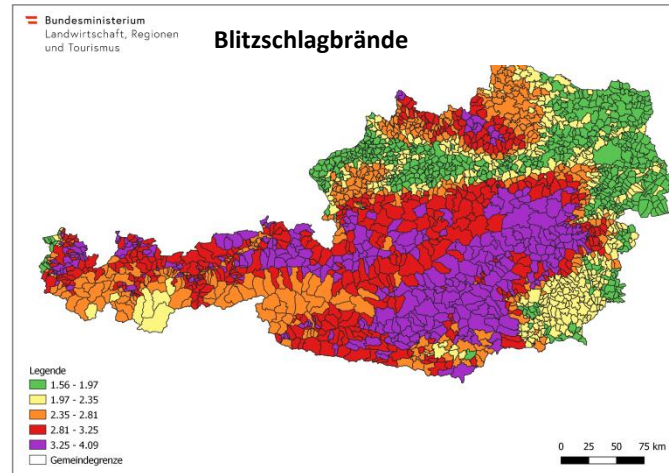 Bundesministerium
Landwirtschaft, Regionen
und Tourismus
Blitzschlagbrände
Legende
1.56 - 1.97
1.97 - 2.35
2.35 - 2.81
2.81 - 3.25
3.25 - 4.09
Gemeindegrenze
0 25 50 75 km